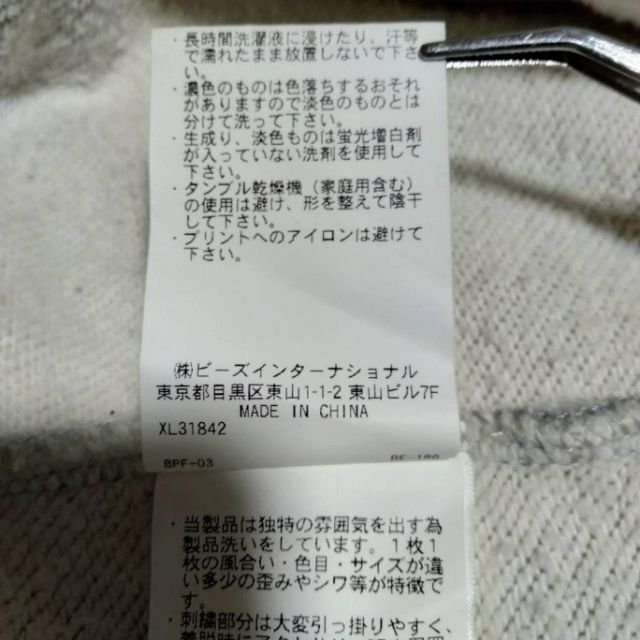 ・長時間洗濯液に浸けたり、汗等
で濡れたまま放置しないで下さ
い。
・濃色のものは色落ちするおそれ
がありますので淡色のものとは
分けて洗って下さい。
・生成り、淡色ものは蛍光増白剤
が入っていない洗剤を使用して
下さい。
・タンブル乾燥機（家庭用含む）
の使用は避け、形を整えて陰干
して下さい。
・プリントへのアイロンは避けて
下さい。
㈱ビーズインターナショナル
東京都目黒区東山1-1-2 東山ビル7F
MADE IN CHINA
XL31842
BPF-03
・当製品は独特の雰囲気を出す為
製品洗いをしています。1枚1
枚の風合い・色目・サイズが違
い多少の歪みやシワ等が特徴で
す。
・刺繍部分は大変引っ掛りやすく、